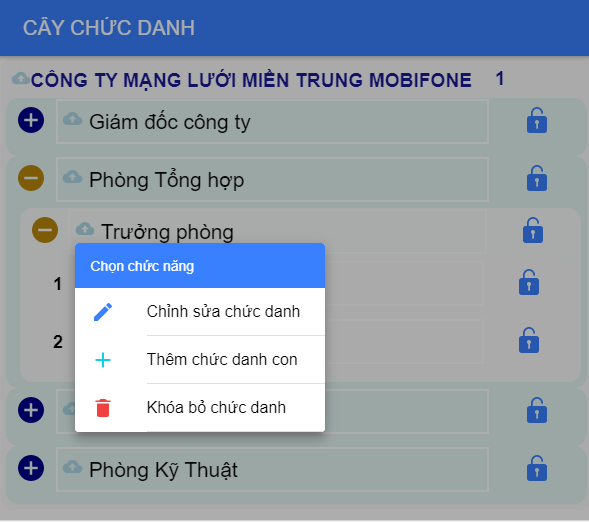 CÂY CHỨC DANH
CÔNG TY MẠNG LƯỚI MIỀN TRUNG MOBIFONE 1
Giám đốc công ty
Phòng Tổng hợp
Trưởng phòng
Chọn chức năng
1
Chỉnh sửa chức danh
2
Thêm chức danh con
Khóa bỏ chức danh
Phòng Kỹ Thuật